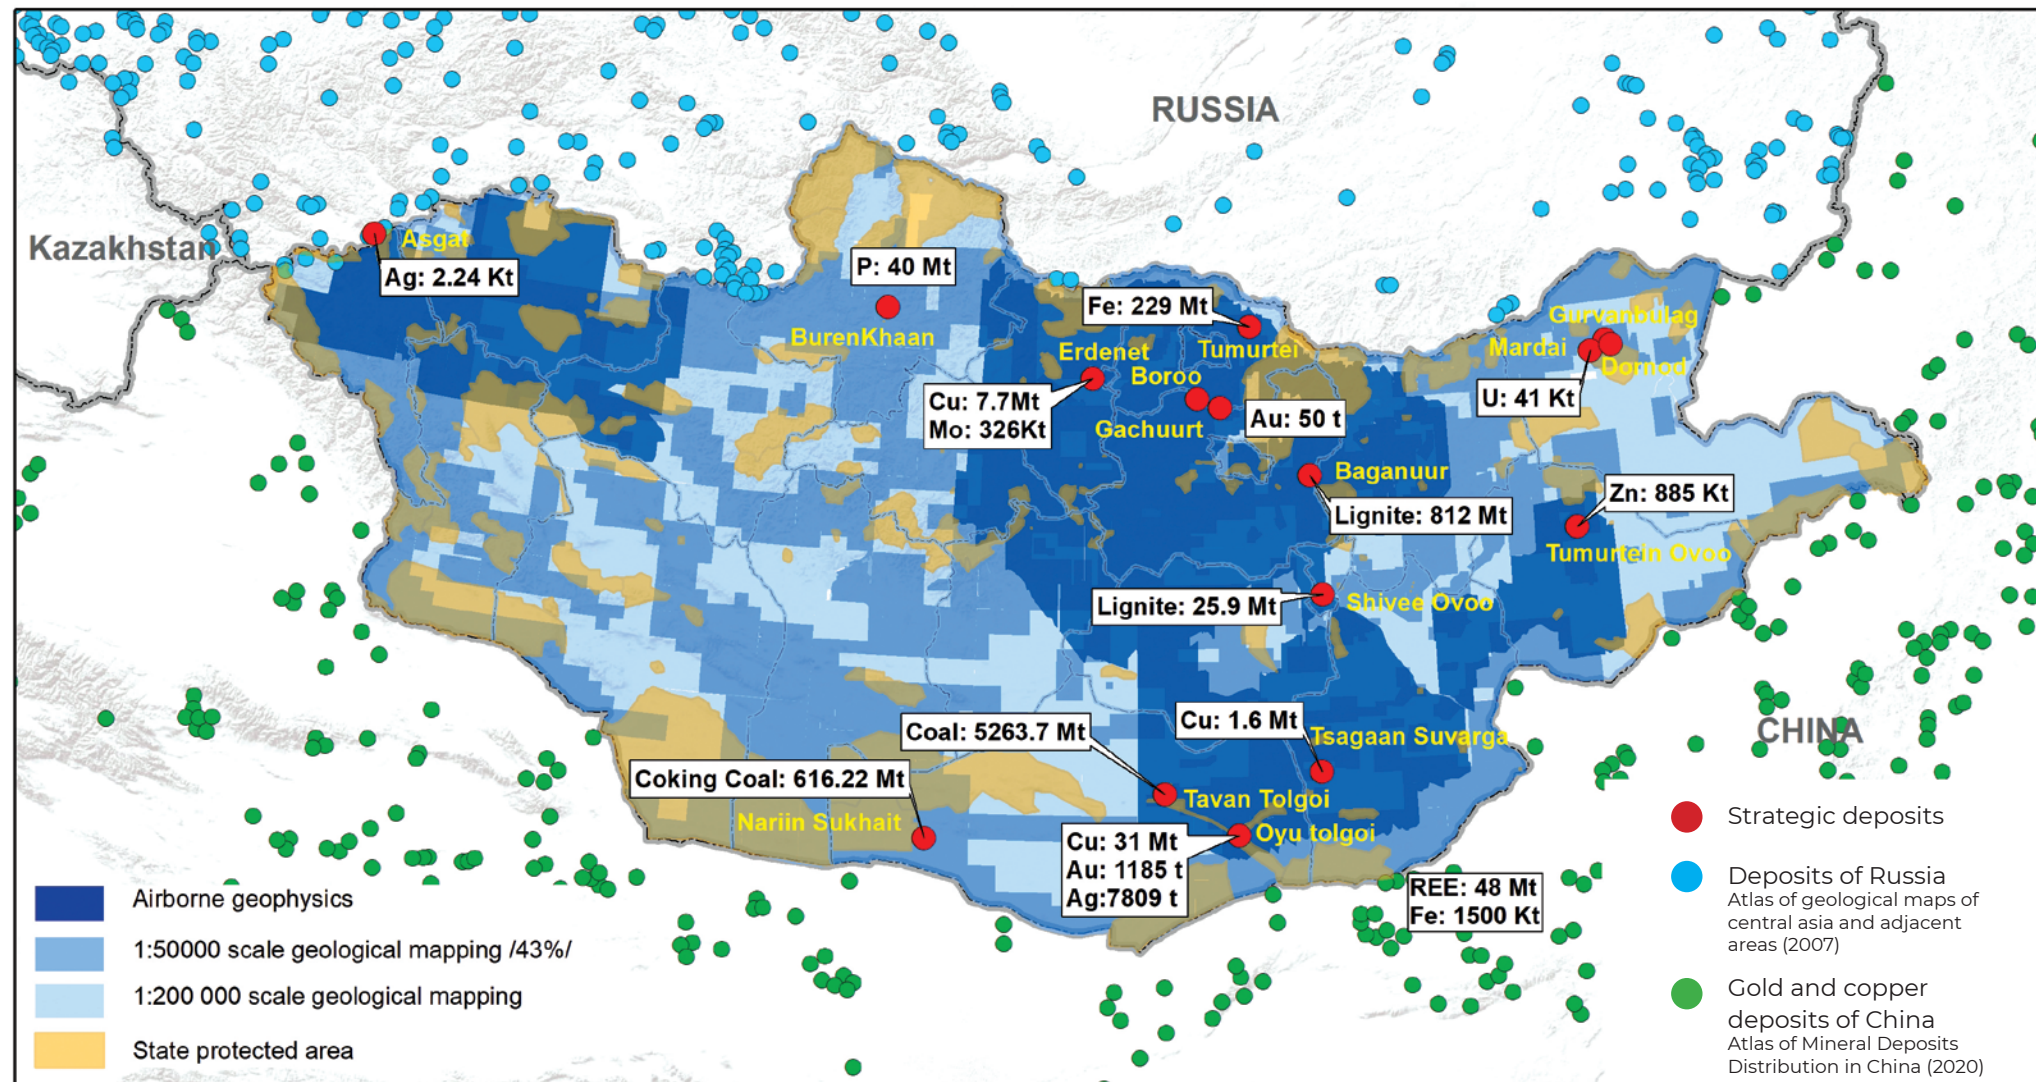 RUSSIA
Kazakhstan
Asgat
Ag: 2.24 Kt
P: 40 Mt
BurenKhaan
Fe: 229 Mt
Tumurtei
Erdenet
Boroo
Cu: 7.7Mt
Mo: 326Kt
Gachuurt
Au: 50 t
Gurvanbulag
Mardai
Dornod
U: 41 Kt
Baganuur
Lignite: 812 Mt
Zn: 885 Kt
Tumurtein Ovoo
Lignite: 25.9 Mt
Shivee Ovoo
Coal: 5263.7 Mt
Cu: 1.6 Mt
Tsagaan Suvarga
CHINA
Coking Coal: 616.22 Mt
Nariin Sukhait
Tavan Tolgoi
Oyu tolgoi
Cu: 31 Mt
Au: 1185 t
Ag:7809 t
REE: 48 Mt
Fe: 1500 Kt
Airborne geophysics
1:50000 scale geological mapping /43%/
1:200 000 scale geological mapping
State protected area
Strategic deposits
Deposits of Russia
Atlas of geological maps of
central asia and adjacent
areas (2007)
Gold and copper
deposits of China
Atlas of Mineral Deposits
Distribution in China (2020)